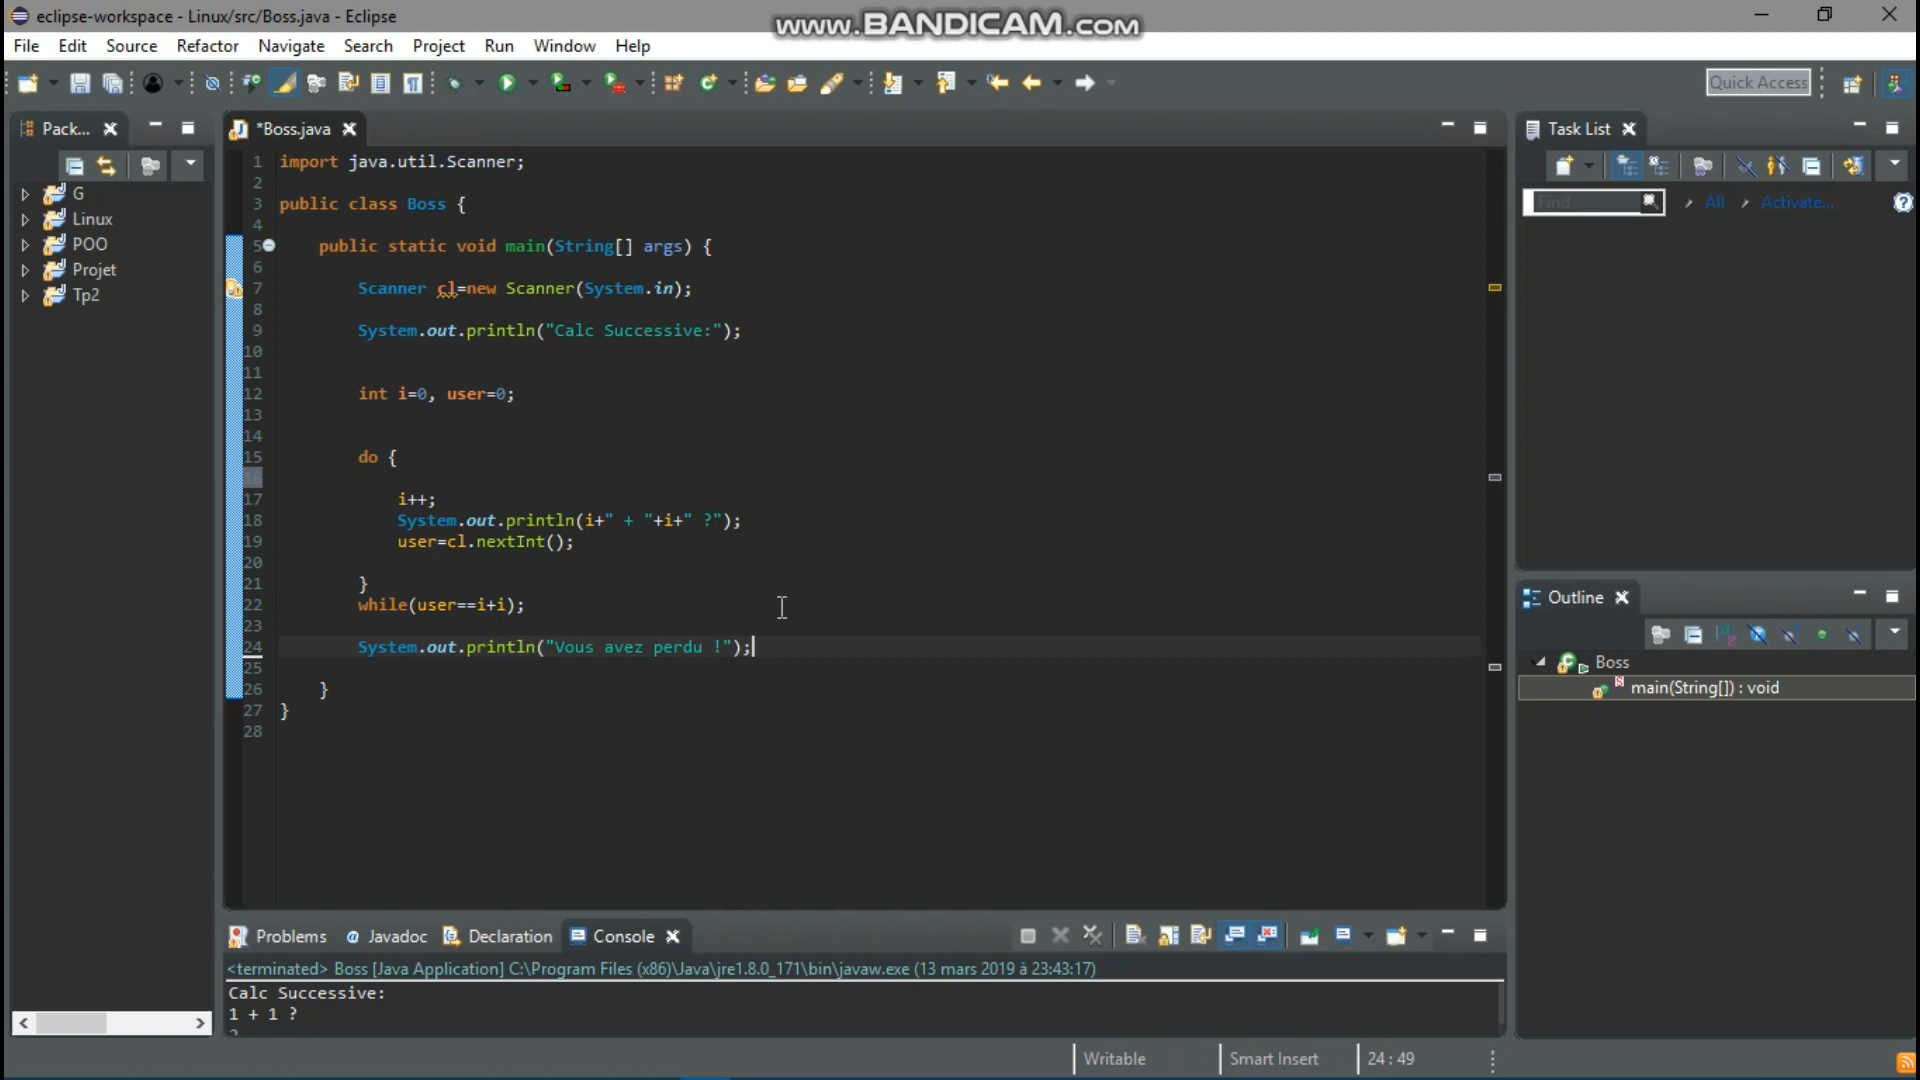 eclipse-workspace - Linux/src/Boss.java - Eclipse
www.BANDICAM.com
File Edit Source Refactor Navigate Search Project Run Window Help
Quick Access
Pack...
G
Linux
POO
Projet
Tp2
*Boss.java
1 import java.util.Scanner;
2
3 public class Boss {
4
5 public static void main(String[] args) {
6
7 Scanner cl=new Scanner(System.in);
8
9 System.out.println("Calc Successive:");
10
11
12 int i=0, user=0;
13
14
15 do {
16
17 i++;
18 System.out.println(i+" + "+i+" ?");
19 user=cl.nextInt();
20
21 }
22 while(user==i+i);
23
24 System.out.println("Vous avez perdu !");
25
26 }
27 }
28
Task List
Find
All
Activate...
Outline
Boss
main(String[]) : void
Problems
@ Javadoc
Declaration
Console
<terminated> Boss [Java Application] C:\Program Files (x86)\Java\jre1.8.0_171\bin\javaw.exe (13 mars 2019 à 23:43:17)
Calc Successive:
1 + 1 ?
Writable
Smart Insert
24 : 49